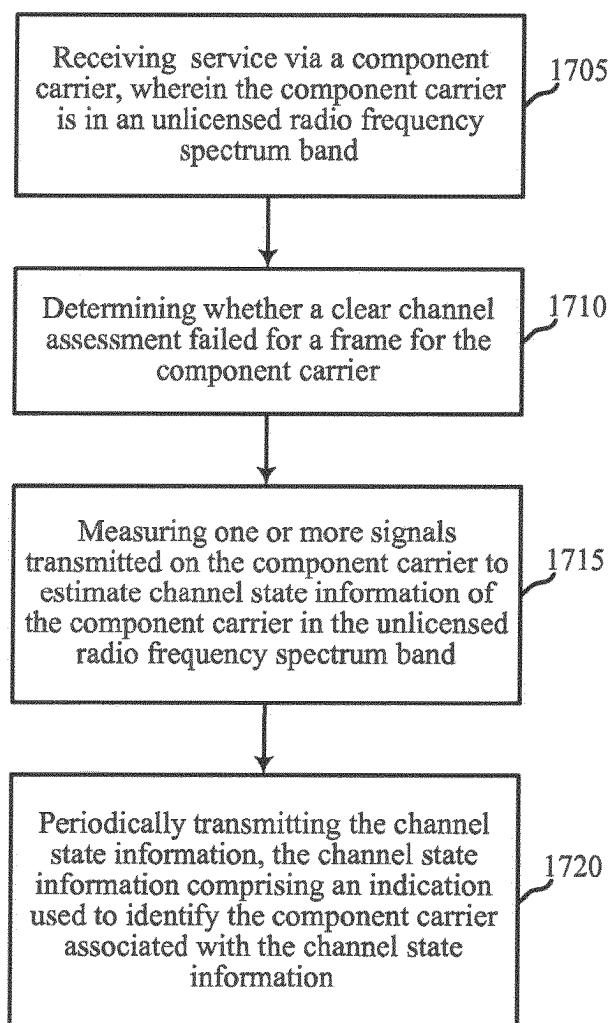 Receiving service via a component
carrier, wherein the component carrier
is in an unlicensed radio frequency
spectrum band
1705
Determining whether a clear channel
assessment failed for a frame for the
component carrier
1710
Measuring one or more signals
transmitted on the component carrier to
estimate channel state information of
the component carrier in the unlicensed
radio frequency spectrum band
1715
Periodically transmitting the channel
state information, the channel state
information comprising an indication
used to identify the component carrier
associated with the channel state
information
1720